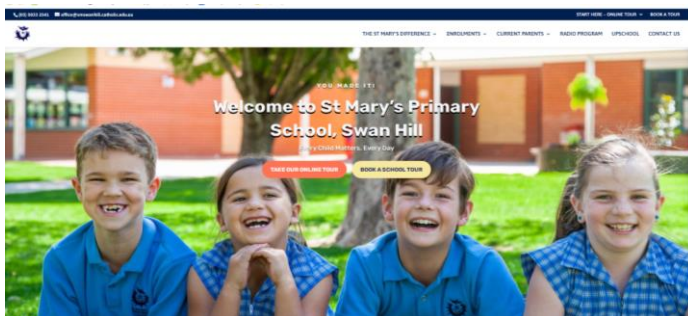 office@smswanhill.catholic.edu.au
START HERE - ONLINE TOUR
BOOK A TOUR
THE ST MARY'S DIFFERENCE
ENROLMENTS
CURRENT PARENTS
RADIO PROGRAM
UPSCHOOL
CONTACT US
YOU MADE IT!
Welcome to St Mary's Primary
School, Swan Hill
Every Child Matters, Every Day
TAKE OUR ONLINE TOUR
BOOK A SCHOOL TOUR